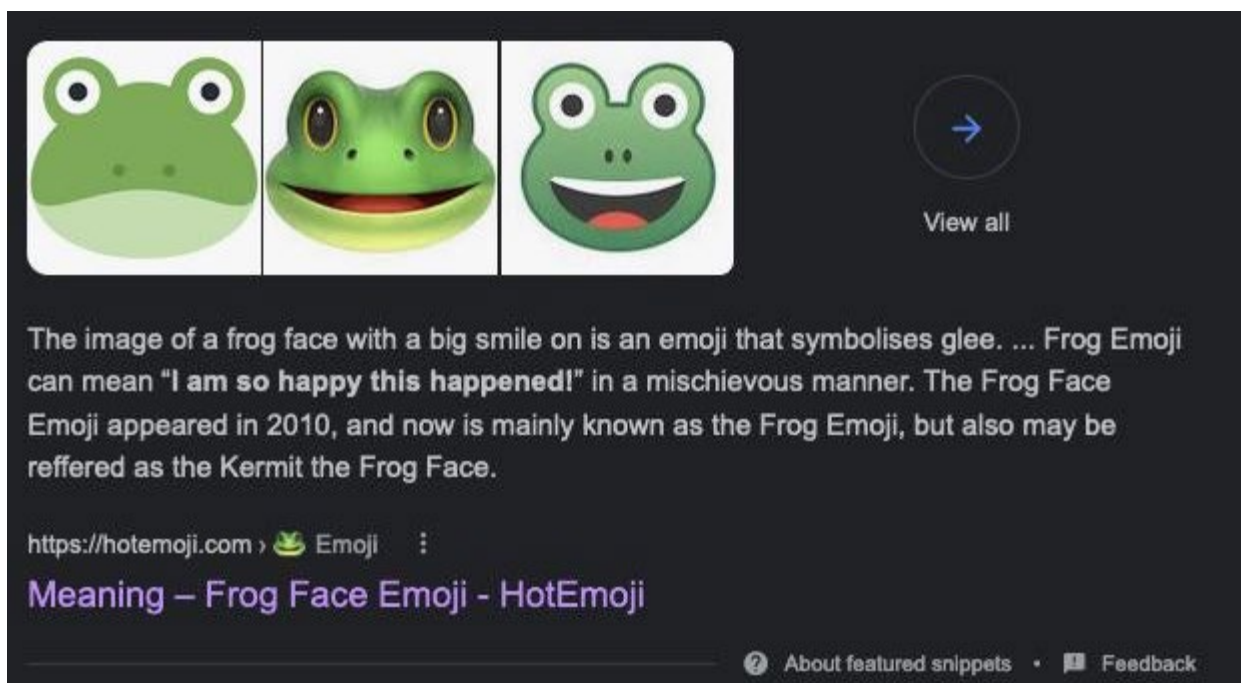 View all
The image of a frog face with a big smile on is an emoji that symbolises glee. ... Frog Emoji
can mean “I am so happy this happened!” in a mischievous manner. The Frog Face
Emoji appeared in 2010, and now is mainly known as the Frog Emoji, but also may be
reffered as the Kermit the Frog Face.
https://hotemoji.com › 🐸 Emoji
Meaning – Frog Face Emoji - HotEmoji
About featured snippets • Feedback